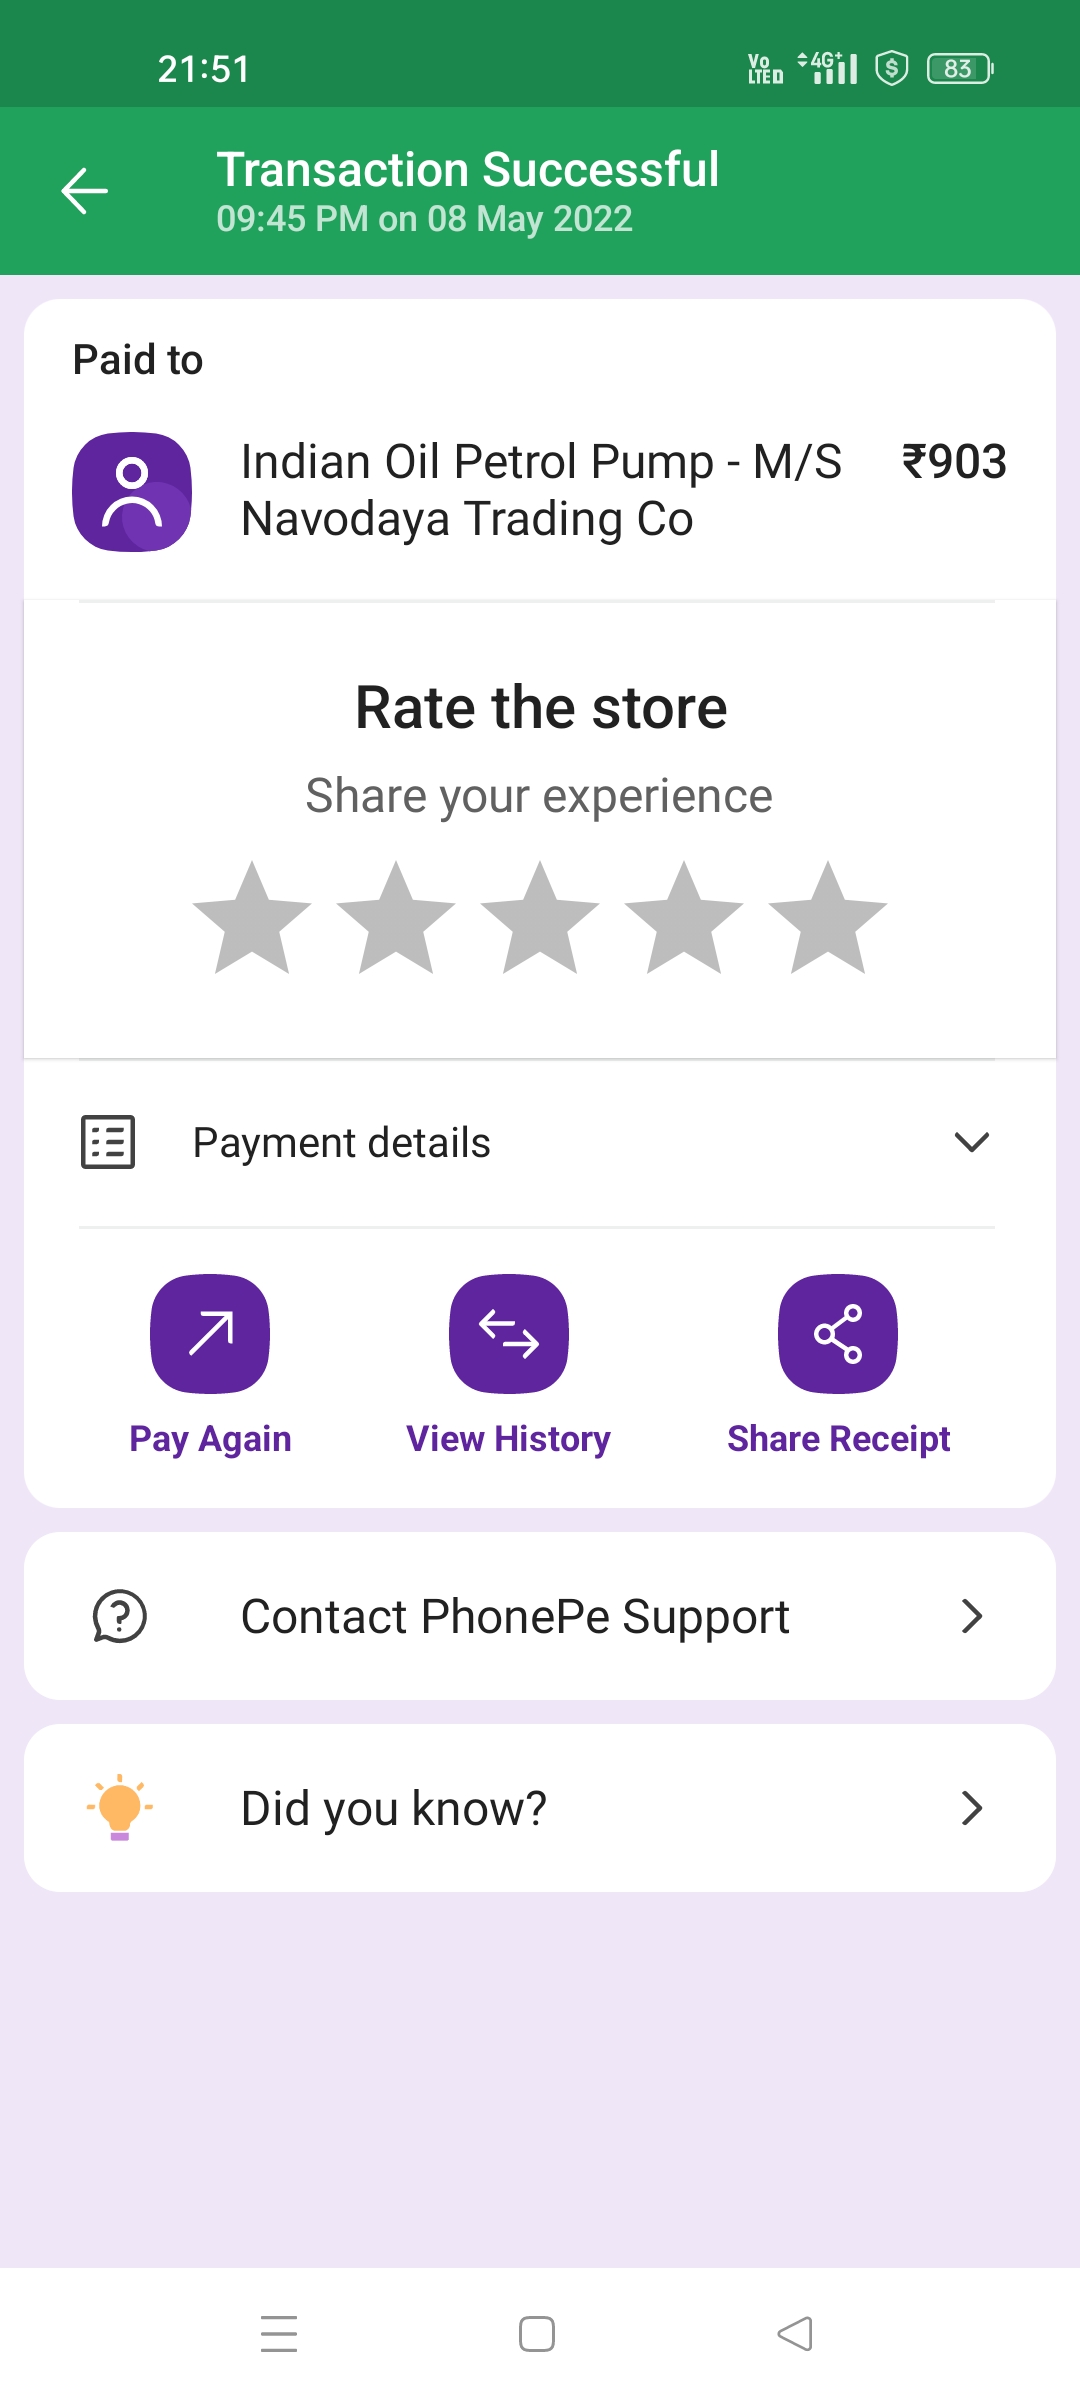 21:51
Vo LTED 4G+ 83
Transaction Successful
09:45 PM on 08 May 2022
Paid to
Indian Oil Petrol Pump - M/S ₹903
Navodaya Trading Co
Rate the store
Share your experience
Payment details
Pay Again View History Share Receipt
Contact PhonePe Support
Did you know?